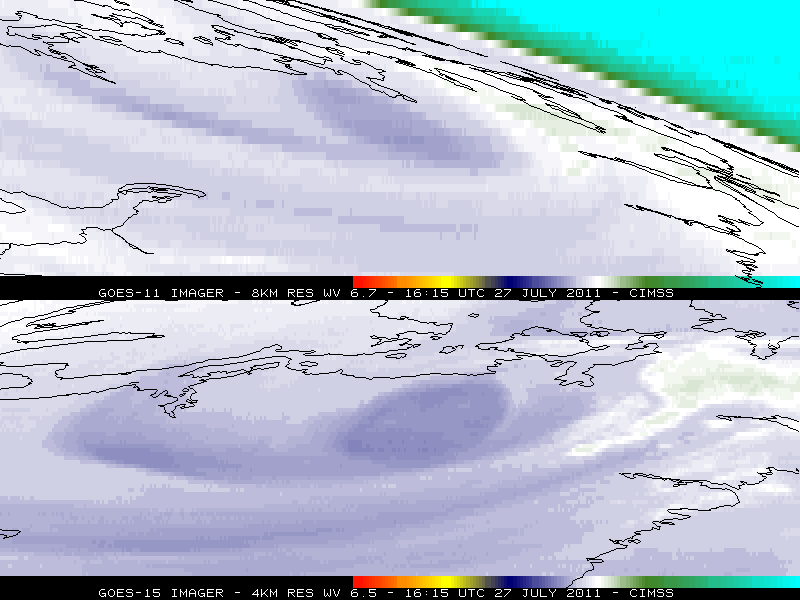 GOES-11 IMAGER - 8KM RES WV 6.7 - 16:15 UTC 27 JULY 2011 - CIMSS
GOES-15 IMAGER - 4KM RES WV 6.5 - 16:15 UTC 27 JULY 2011 - CIMSS